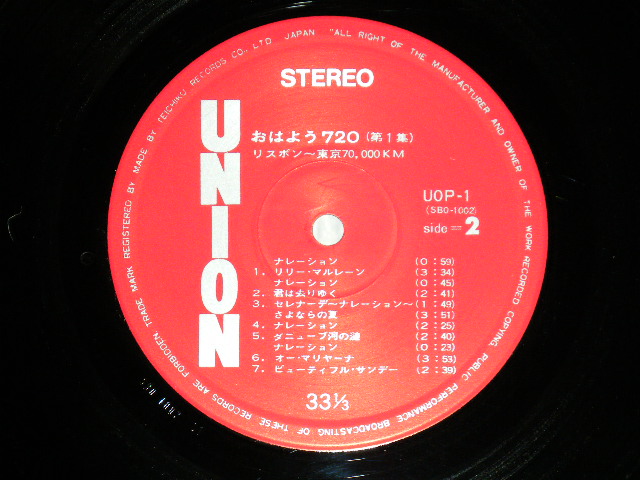 MADE BY TEICHIKU RECORDS CO., LTD. JAPAN "ALL RIGHT OF THE MANUFACTURER AND OWNER OF THE WORK RECORDED COPYING, PUBLIC PERFORMANCE BROADCASTING OF THESE RECORDS ARE FORBIDDEN. TRADE MARK REGISTERED BY
STEREO
UNION
おはよう720 (第1集)
リスボン〜東京70,000KM
UOP-1
(SBO-1002)
side=2
ナレーション (0:59)
1. リリー・マルレーン (3:34)
ナレーション (0:45)
2. 君は去りゆく (2:41)
3. セレナーデ〜ナレーション〜 (1:49)
さよならの夏 (3:51)
4. ナレーション (2:25)
5. ダニューブ河の漣 (2:40)
ナレーション (0:23)
6. オー・マリヤーナ (3:53)
7. ビューティフル・サンデー (2:39)
33⅓